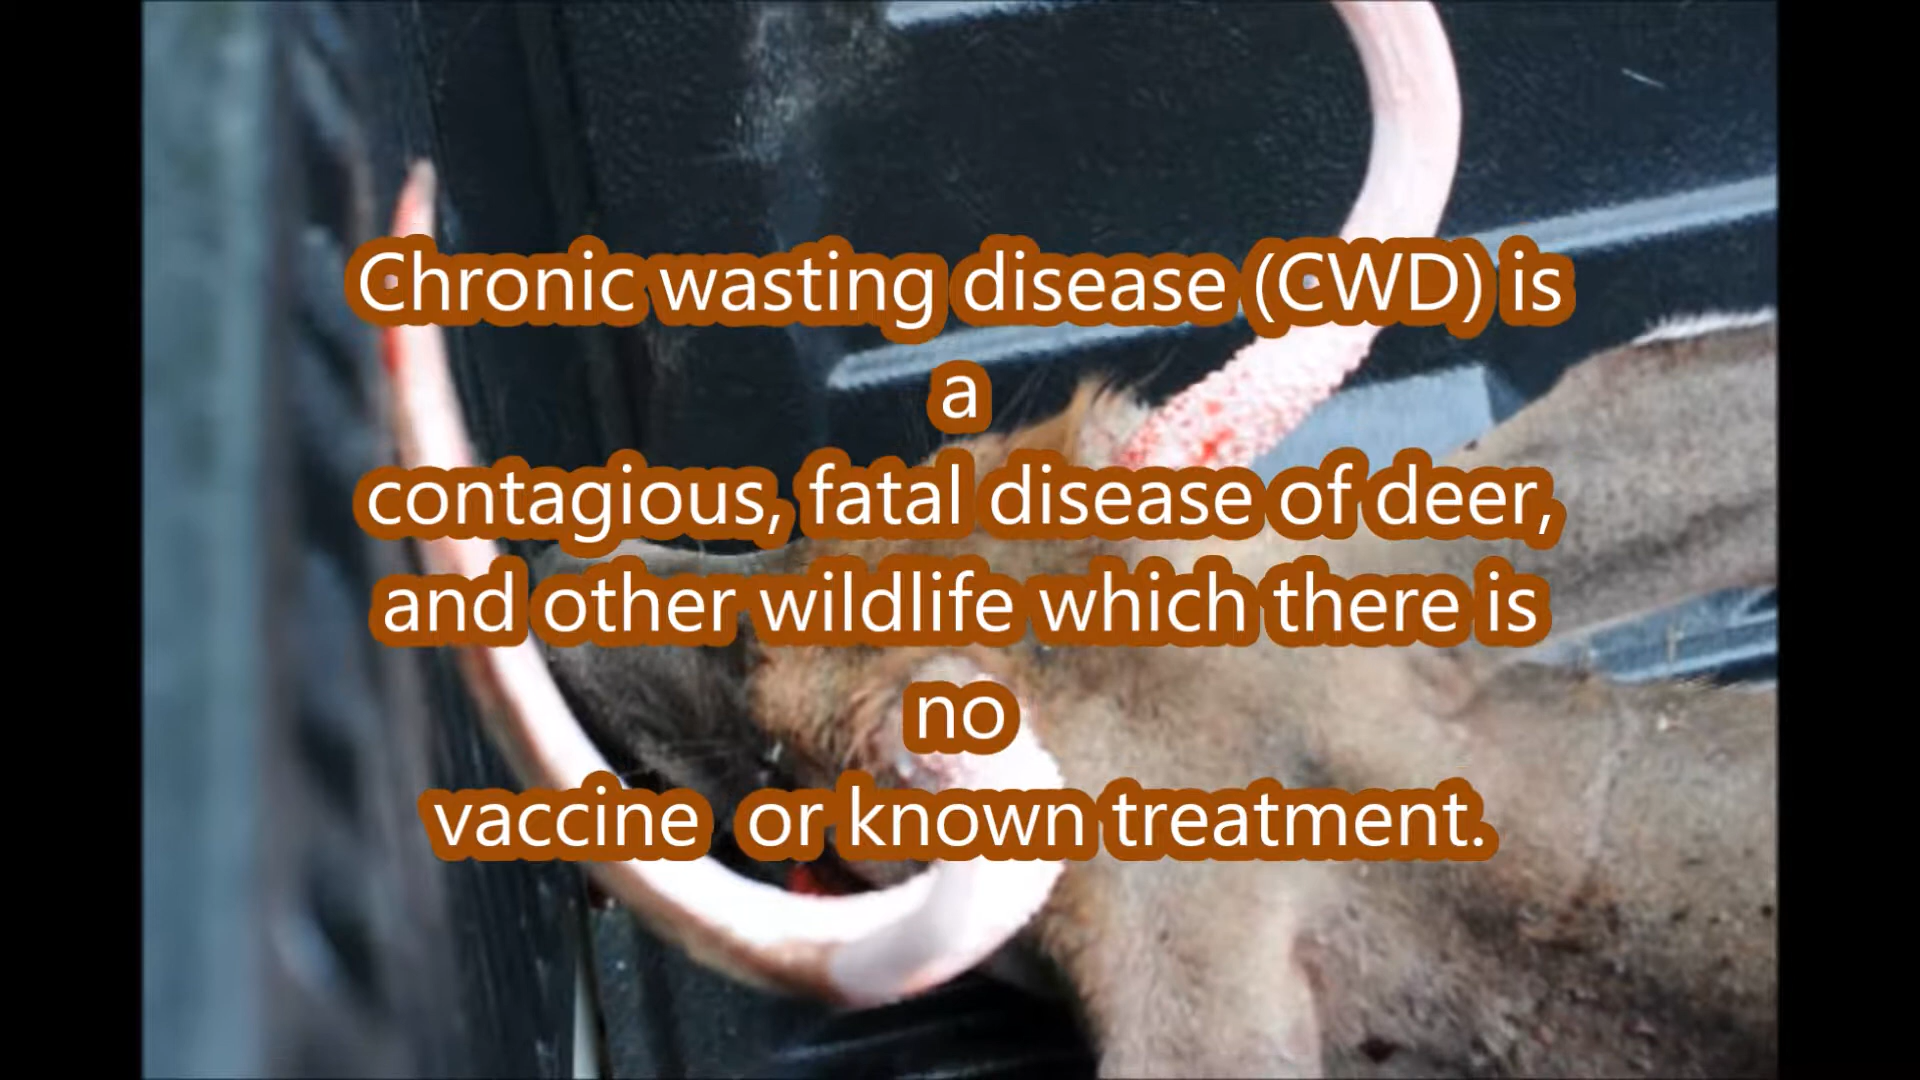 Chronic wasting disease (CWD) is
a
contagious, fatal disease of deer,
and other wildlife which there is
no
vaccine  or known treatment.